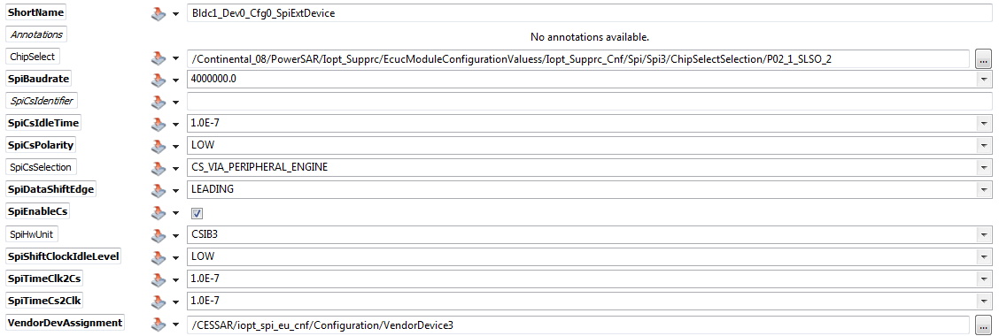 ShortName Bldc1_Dev0_Cfg0_SpiExtDevice
Annotations No annotations available.
ChipSelect /Continental_08/PowerSAR/Iopt_Supprc/EcucModuleConfigurationValuess/Iopt_Supprc_Cnf/Spi/Spi3/ChipSelectSelection/P02_1_SLSO_2 ...
SpiBaudrate 4000000.0
SpiCsIdentifier
SpiCsIdleTime 1.0E-7
SpiCsPolarity LOW
SpiCsSelection CS_VIA_PERIPHERAL_ENGINE
SpiDataShiftEdge LEADING
SpiEnableCs
SpiHwUnit CSIB3
SpiShiftClockIdleLevel LOW
SpiTimeClk2Cs 1.0E-7
SpiTimeCs2Clk 1.0E-7
VendorDevAssignment /CESSAR/iopt_spi_eu_cnf/Configuration/VendorDevice3 ...